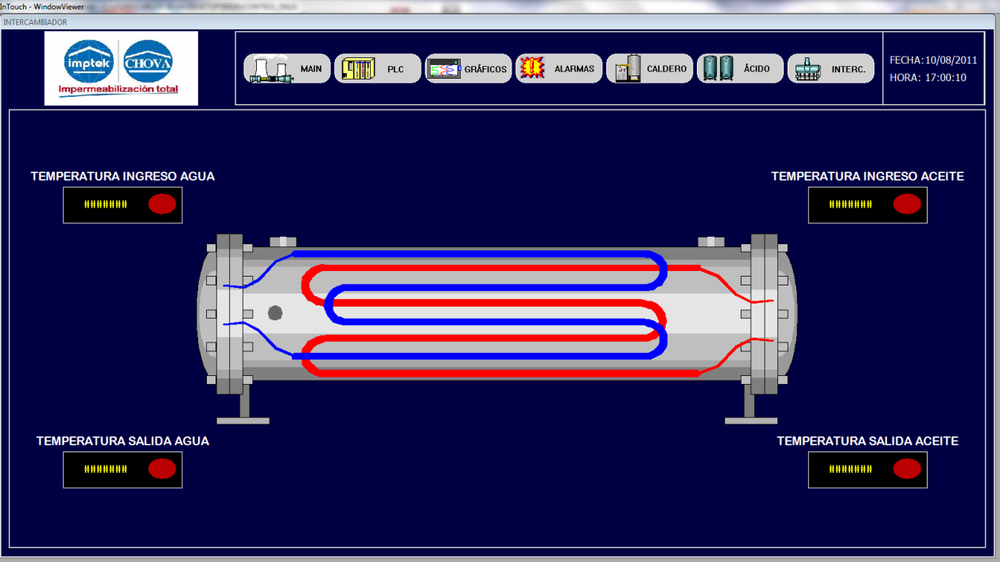 InTouch - WindowViewer
INTERCAMBIADOR
imptek
CHOVA
Impermeabilización total
MAIN
PLC
GRÁFICOS
ALARMAS
CALDERO
ÁCIDO
INTERC.
FECHA:10/08/2011
HORA: 17:00:10
TEMPERATURA INGRESO AGUA
#######
TEMPERATURA INGRESO ACEITE
#######
TEMPERATURA SALIDA AGUA
#######
TEMPERATURA SALIDA ACEITE
#######